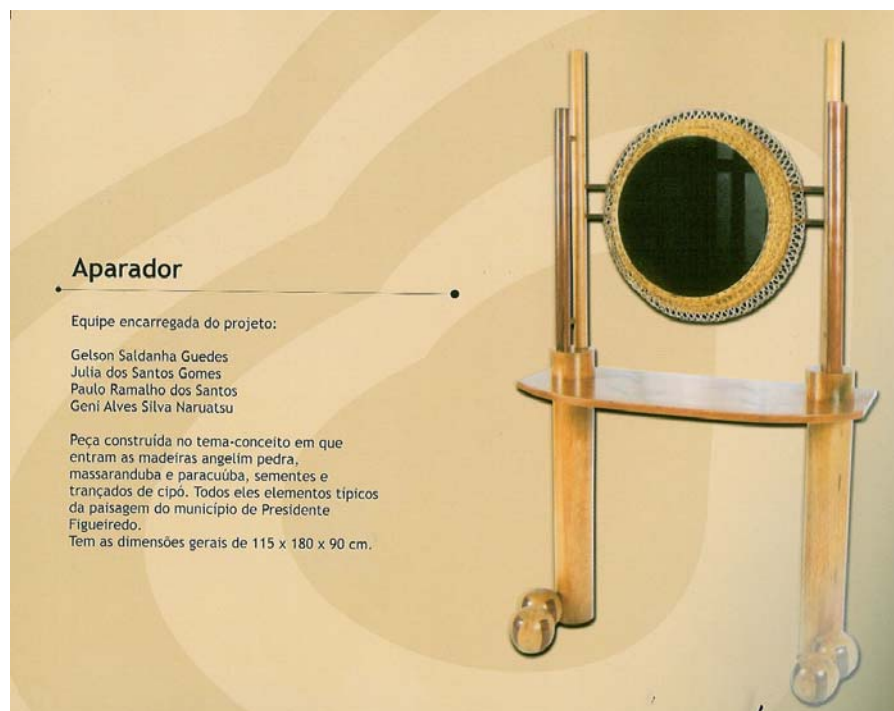 Aparador
Equipe encarregada do projeto:
Gelson Saldanha Guedes
Julia dos Santos Gomes
Paulo Ramalho dos Santos
Geni Alves Silva Naruatsu
Peça construída no tema-conceito em que
entram as madeiras angelim pedra,
massaranduba e paracuúba, sementes e
trançados de cipó. Todos eles elementos típicos
da paisagem do município de Presidente
Figueiredo.
Tem as dimensões gerais de 115 x 180 x 90 cm.